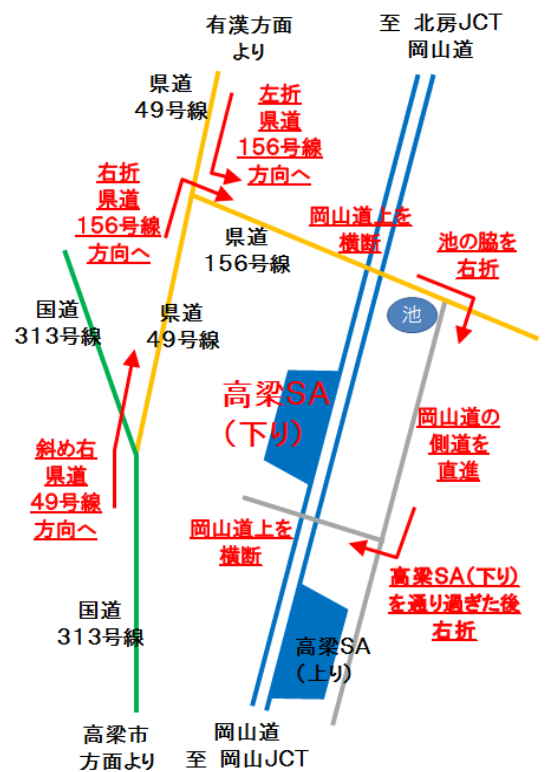 有漢方面
より
至 北房JCT
岡山道
県道
49号線
左折
県道
156号線
方向へ
右折
県道
156号線
方向へ
岡山道上を
横断
県道
156号線
池の脇を
右折
国道
313号線
県道
49号線
池
高梁SA
(下り)
岡山道の
側道を
直進
斜め右
県道
49号線
方向へ
岡山道上を
横断
高梁SA(下り)
を通り過ぎた後
右折
国道
313号線
高梁SA
(上り)
高梁市
方面より
岡山道
至 岡山JCT